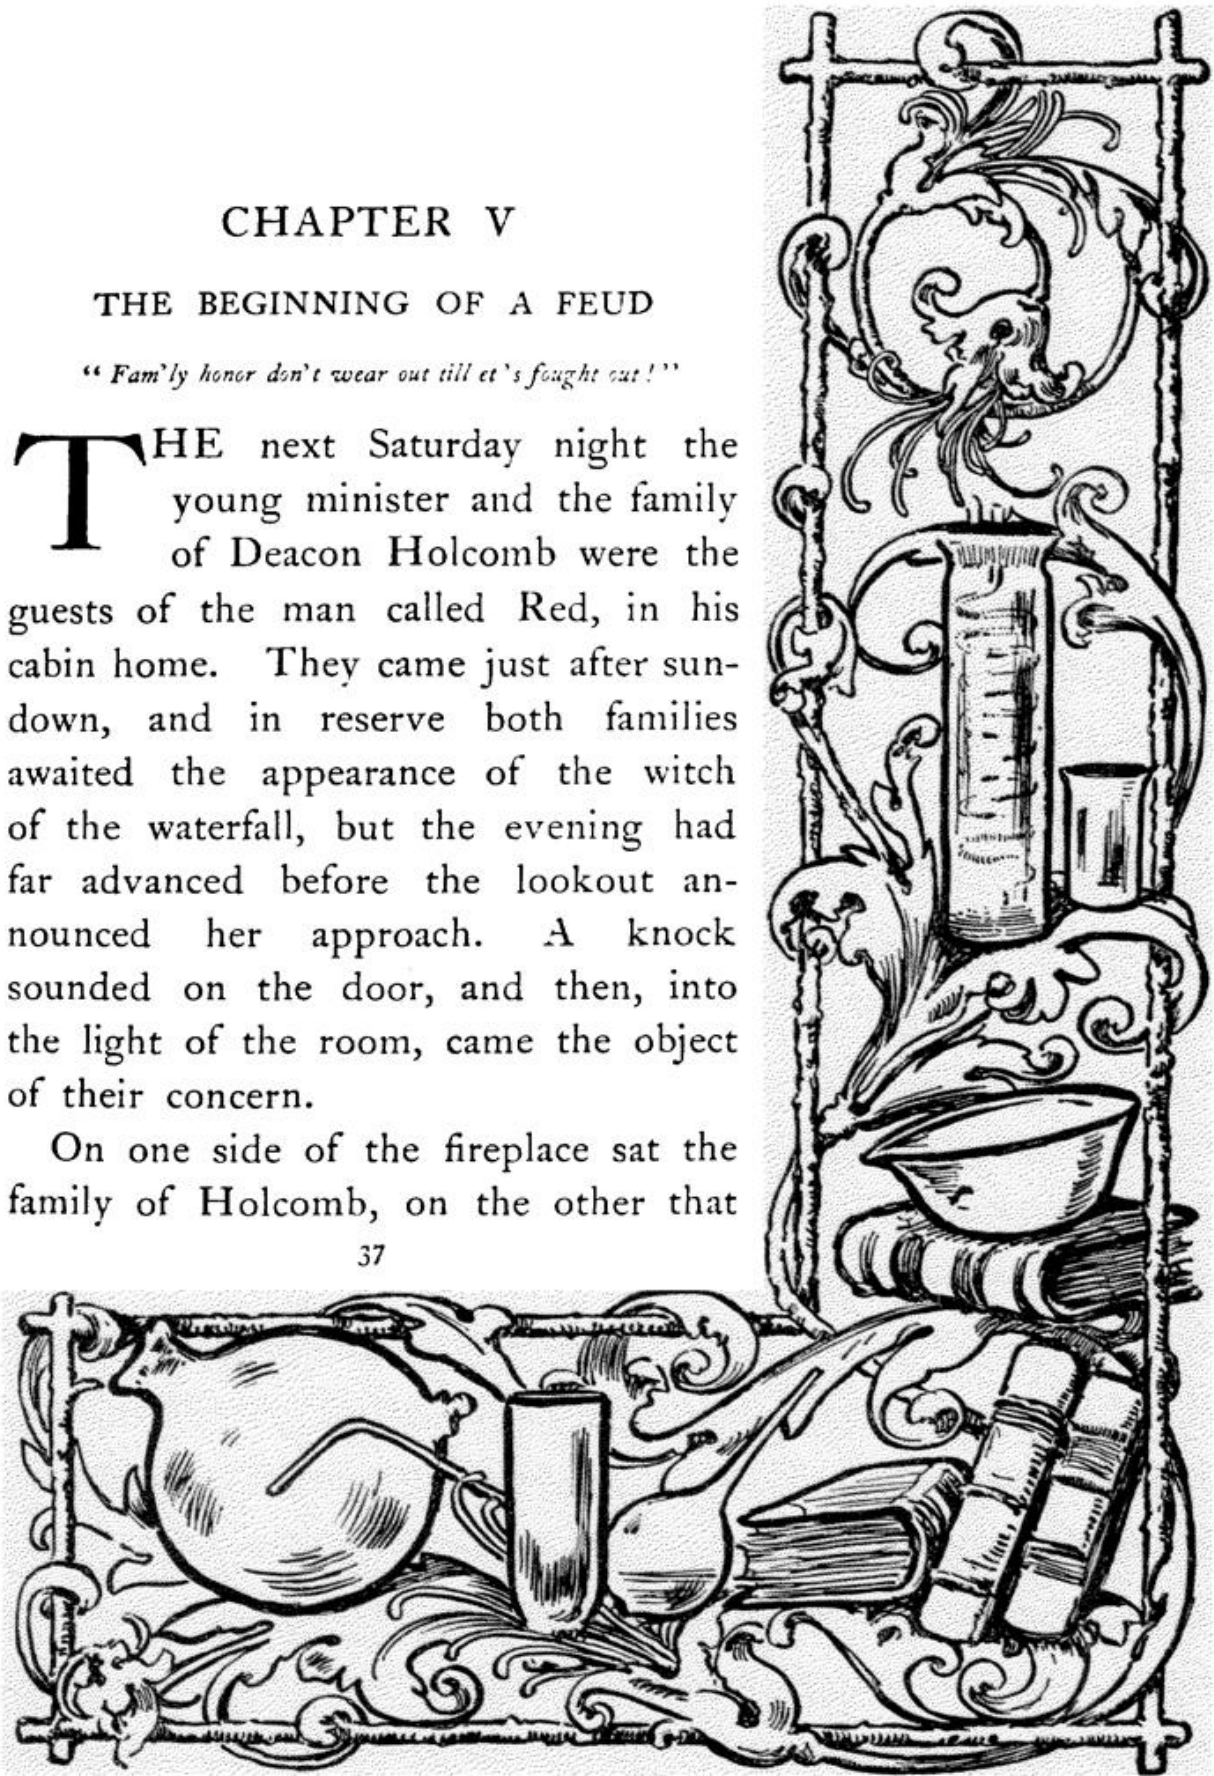 CHAPTER V
THE BEGINNING OF A FEUD
“Fam'ly honor don't wear out till et 's fought out!”
THE next Saturday night the
young minister and the family
of Deacon Holcomb were the
guests of the man called Red, in his
cabin home. They came just after sun-
down, and in reserve both families
awaited the appearance of the witch
of the waterfall, but the evening had
far advanced before the lookout an-
nounced her approach. A knock
sounded on the door, and then, into
the light of the room, came the object
of their concern.
On one side of the fireplace sat the
family of Holcomb, on the other that
37